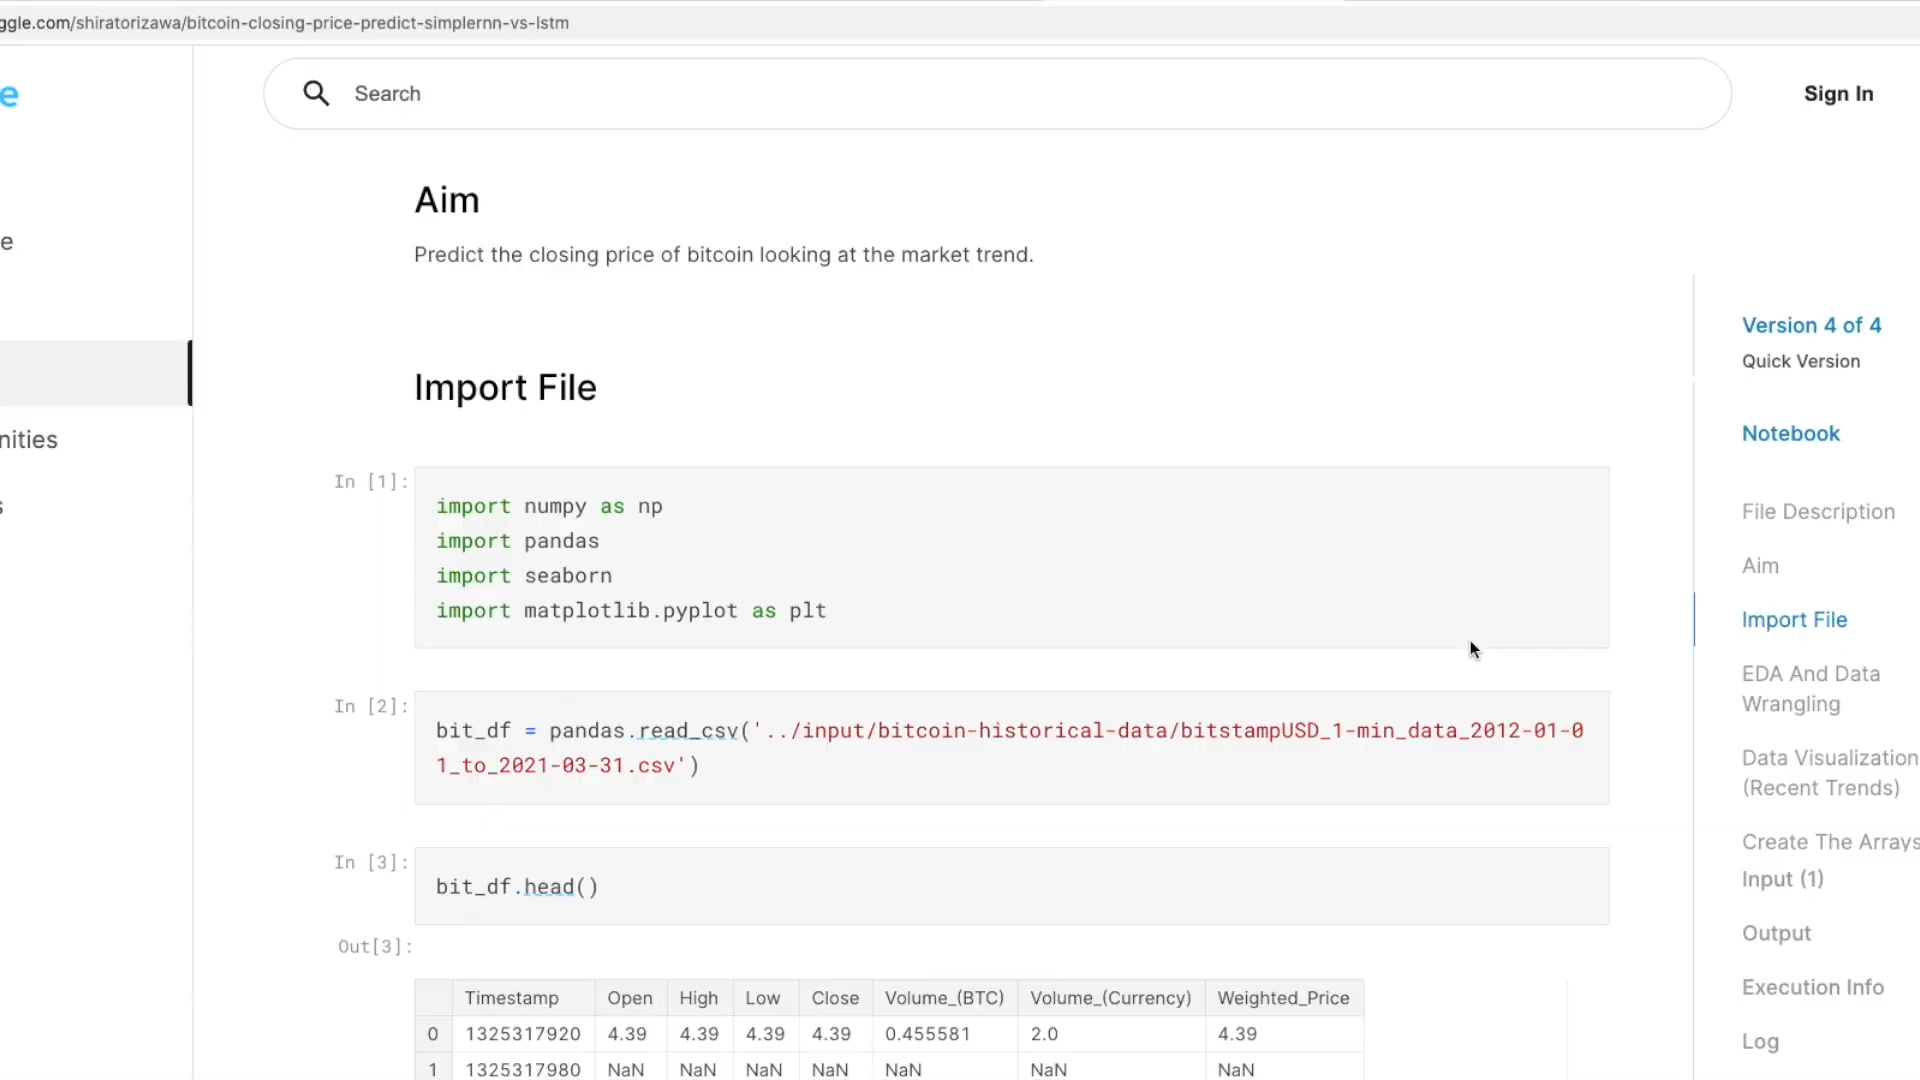 ggle.com/shiratorizawa/bitcoin-closing-price-predict-simplernn-vs-lstm
e
Search
Sign In
Aim
e
Predict the closing price of bitcoin looking at the market trend.
Version 4 of 4
Quick Version
Import File
nities
Notebook
In [1]:
import numpy as np
import pandas
import seaborn
import matplotlib.pyplot as plt
s
File Description
Aim
Import File
EDA And Data
Wrangling
In [2]:
bit_df = pandas.read_csv('../input/bitcoin-historical-data/bitstampUSD_1-min_data_2012-01-0
1_to_2021-03-31.csv')
Data Visualization
(Recent Trends)
Create The Arrays
In [3]:
bit_df.head()
Input (1)
Out[3]:
Output
Execution Info
Log
Timestamp Open High Low Close Volume_(BTC) Volume_(Currency) Weighted_Price
0 1325317920 4.39 4.39 4.39 4.39 0.455581 2.0 4.39
1 1325317980 NaN NaN NaN NaN NaN NaN NaN